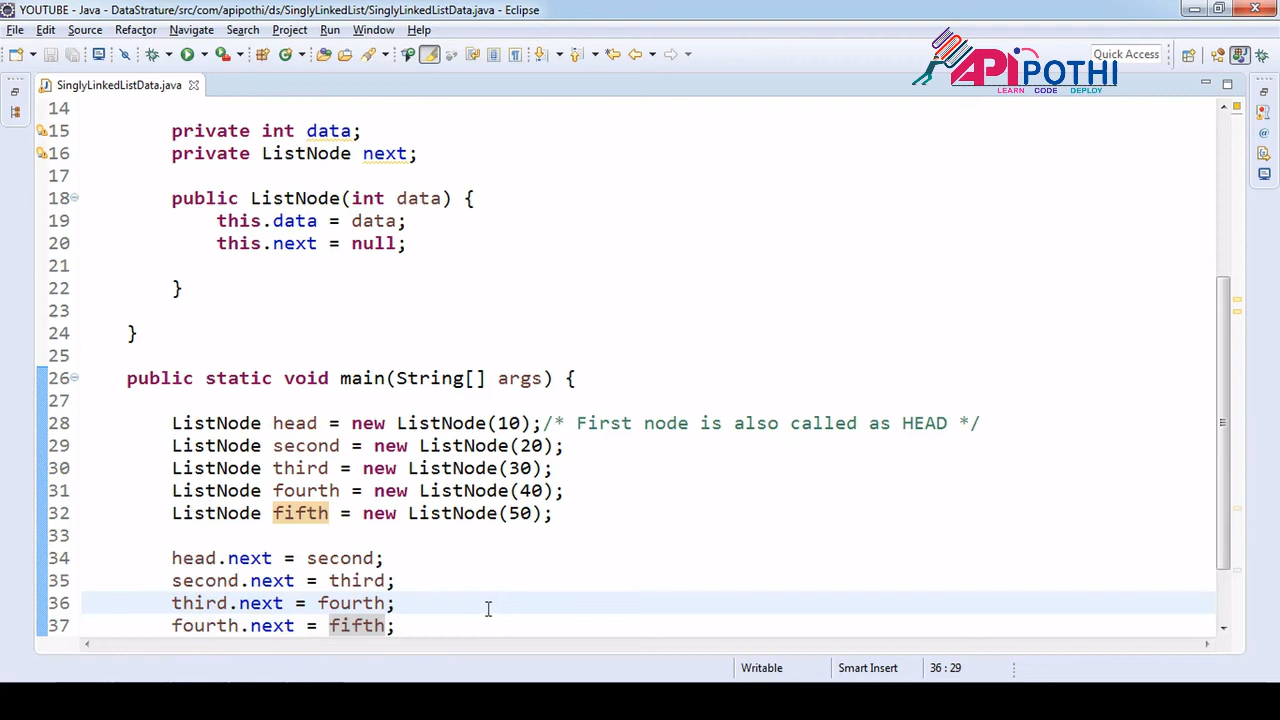 YOUTUBE - Java - DataStrature/src/com/apipothi/ds/SinglyLinkedList/SinglyLinkedListData.java - Eclipse
File Edit Source Refactor Navigate Search Project Run Window Help
Quick Access
APIPOTHI
LEARN CODE DEPLOY
SinglyLinkedListData.java
14
15 private int data;
16 private ListNode next;
17
18 public ListNode(int data) {
19 this.data = data;
20 this.next = null;
21
22 }
23
24 }
25
26 public static void main(String[] args) {
27
28 ListNode head = new ListNode(10);/* First node is also called as HEAD */
29 ListNode second = new ListNode(20);
30 ListNode third = new ListNode(30);
31 ListNode fourth = new ListNode(40);
32 ListNode fifth = new ListNode(50);
33
34 head.next = second;
35 second.next = third;
36 third.next = fourth;
37 fourth.next = fifth;
Writable Smart Insert 36 : 29